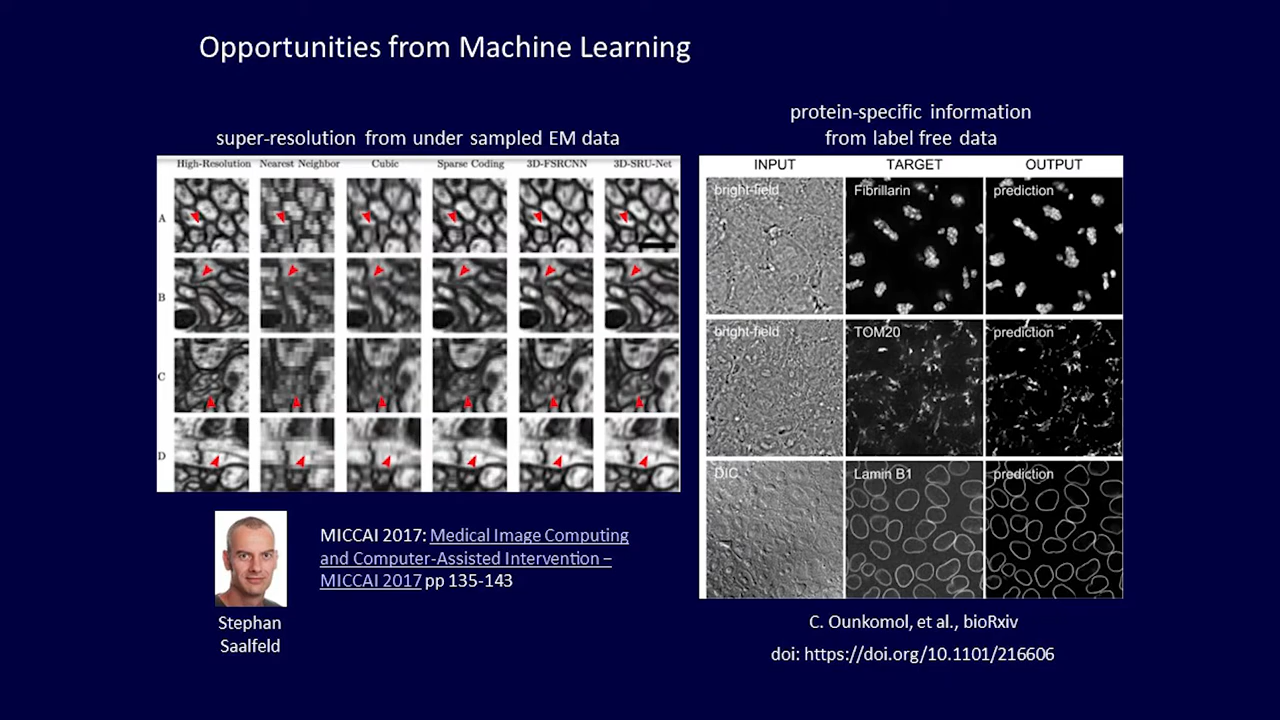 Opportunities from Machine Learning
super-resolution from under sampled EM data
High-Resolution Nearest Neighbor Cubic Sparse Coding 3D-FSRCNN 3D-SRU-Net
A
B
C
D
Stephan
Saalfeld
MICCAI 2017: Medical Image Computing
and Computer-Assisted Intervention –
MICCAI 2017 pp 135-143
protein-specific information
from label free data
INPUT TARGET OUTPUT
bright-field Fibrillarin prediction
bright-field TOM20 prediction
DIC Lamin B1 prediction
C. Ounkomol, et al., bioRxiv
doi: https://doi.org/10.1101/216606